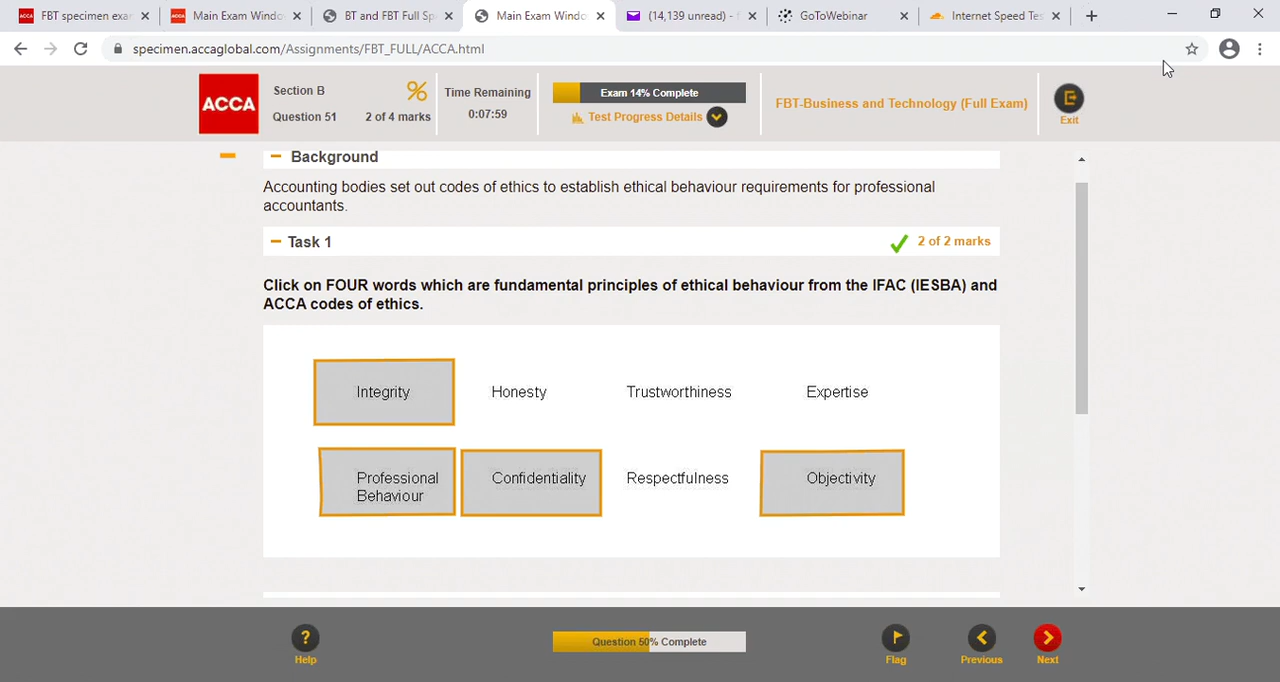 FBT specimen exa
Main Exam Windo
BT and FBT Full Sp
Main Exam Windo
(14,139 unread) - f
GoToWebinar
Internet Speed Tes
specimen.accaglobal.com/Assignments/FBT_FULL/ACCA.html
ACCA
Section B
%
Question 51
2 of 4 marks
Time Remaining
0:07:59
Exam 14% Complete
Test Progress Details
FBT-Business and Technology (Full Exam)
Exit
Background
Accounting bodies set out codes of ethics to establish ethical behaviour requirements for professional
accountants.
Task 1
2 of 2 marks
Click on FOUR words which are fundamental principles of ethical behaviour from the IFAC (IESBA) and
ACCA codes of ethics.
Integrity
Honesty
Trustworthiness
Expertise
Professional
Behaviour
Confidentiality
Respectfulness
Objectivity
?
Help
Question 50% Complete
Flag
Previous
Next